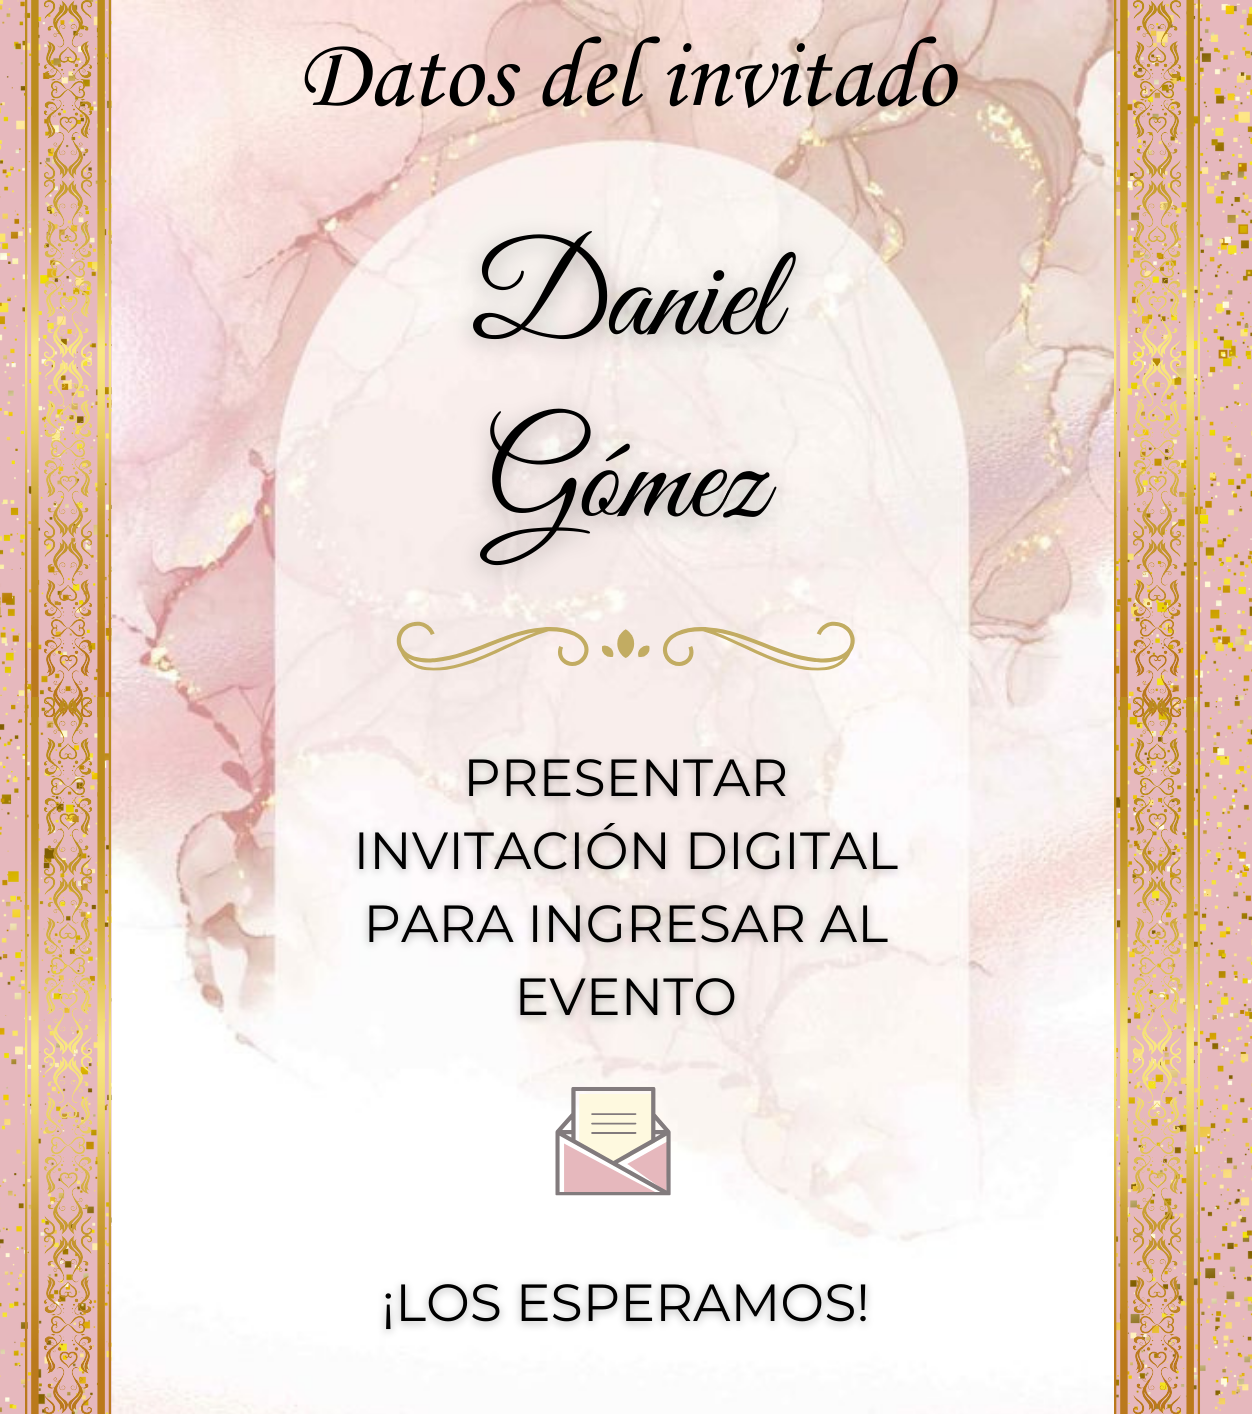 Datos del invitado
Daniel
Gómez
PRESENTAR
INVITACIÓN DIGITAL
PARA INGRESAR AL
EVENTO
¡LOS ESPERAMOS!